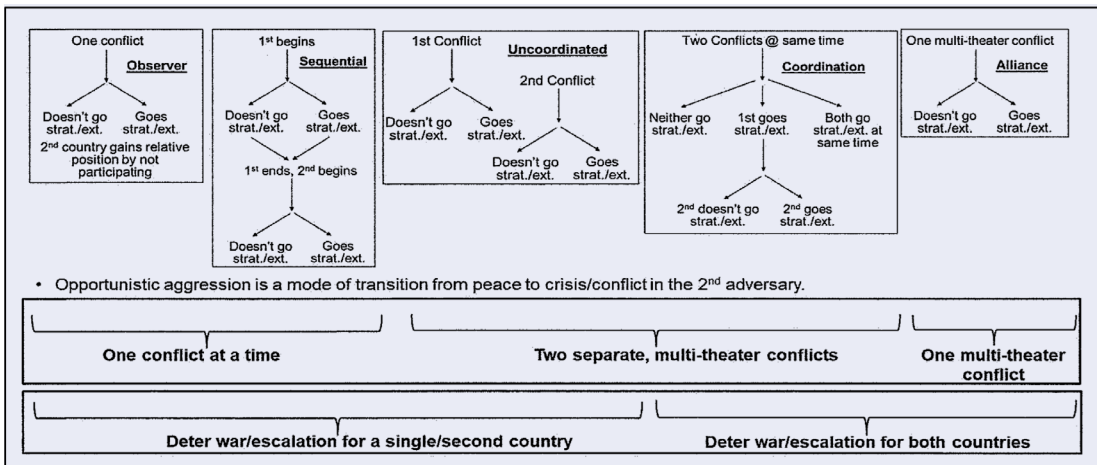 One conflict
Observer
Doesn't go
strat./ext.
Goes
strat./ext.
2nd country gains relative
position by not
participating
1st begins
Sequential
Doesn't go
strat./ext.
Goes
strat./ext.
1st ends, 2nd begins
Doesn't go
strat./ext.
Goes
strat./ext.
1st Conflict
Uncoordinated
2nd Conflict
Doesn't go
strat./ext.
Goes
strat./ext.
Doesn't go
strat./ext.
Goes
strat./ext.
Two Conflicts @ same time
Coordination
Neither go
strat./ext.
1st goes
strat./ext.
Both go
strat./ext. at
same time
2nd doesn't go
strat./ext.
2nd goes
strat./ext.
One multi-theater conflict
Alliance
Doesn't go
strat./ext.
Goes
strat./ext.
• Opportunistic aggression is a mode of transition from peace to crisis/conflict in the 2nd adversary.
One conflict at a time
Two separate, multi-theater conflicts
One multi-theater
conflict
Deter war/escalation for a single/second country
Deter war/escalation for both countries